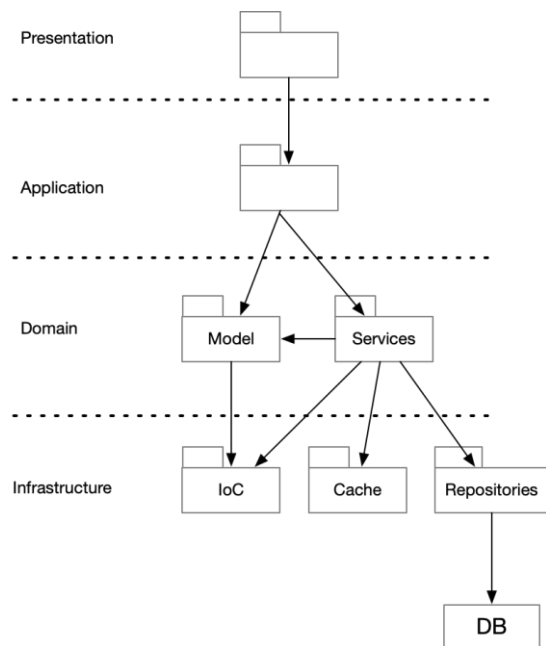 Presentation
Application
Domain
Model
Services
Infrastructure
IoC
Cache
Repositories
DB